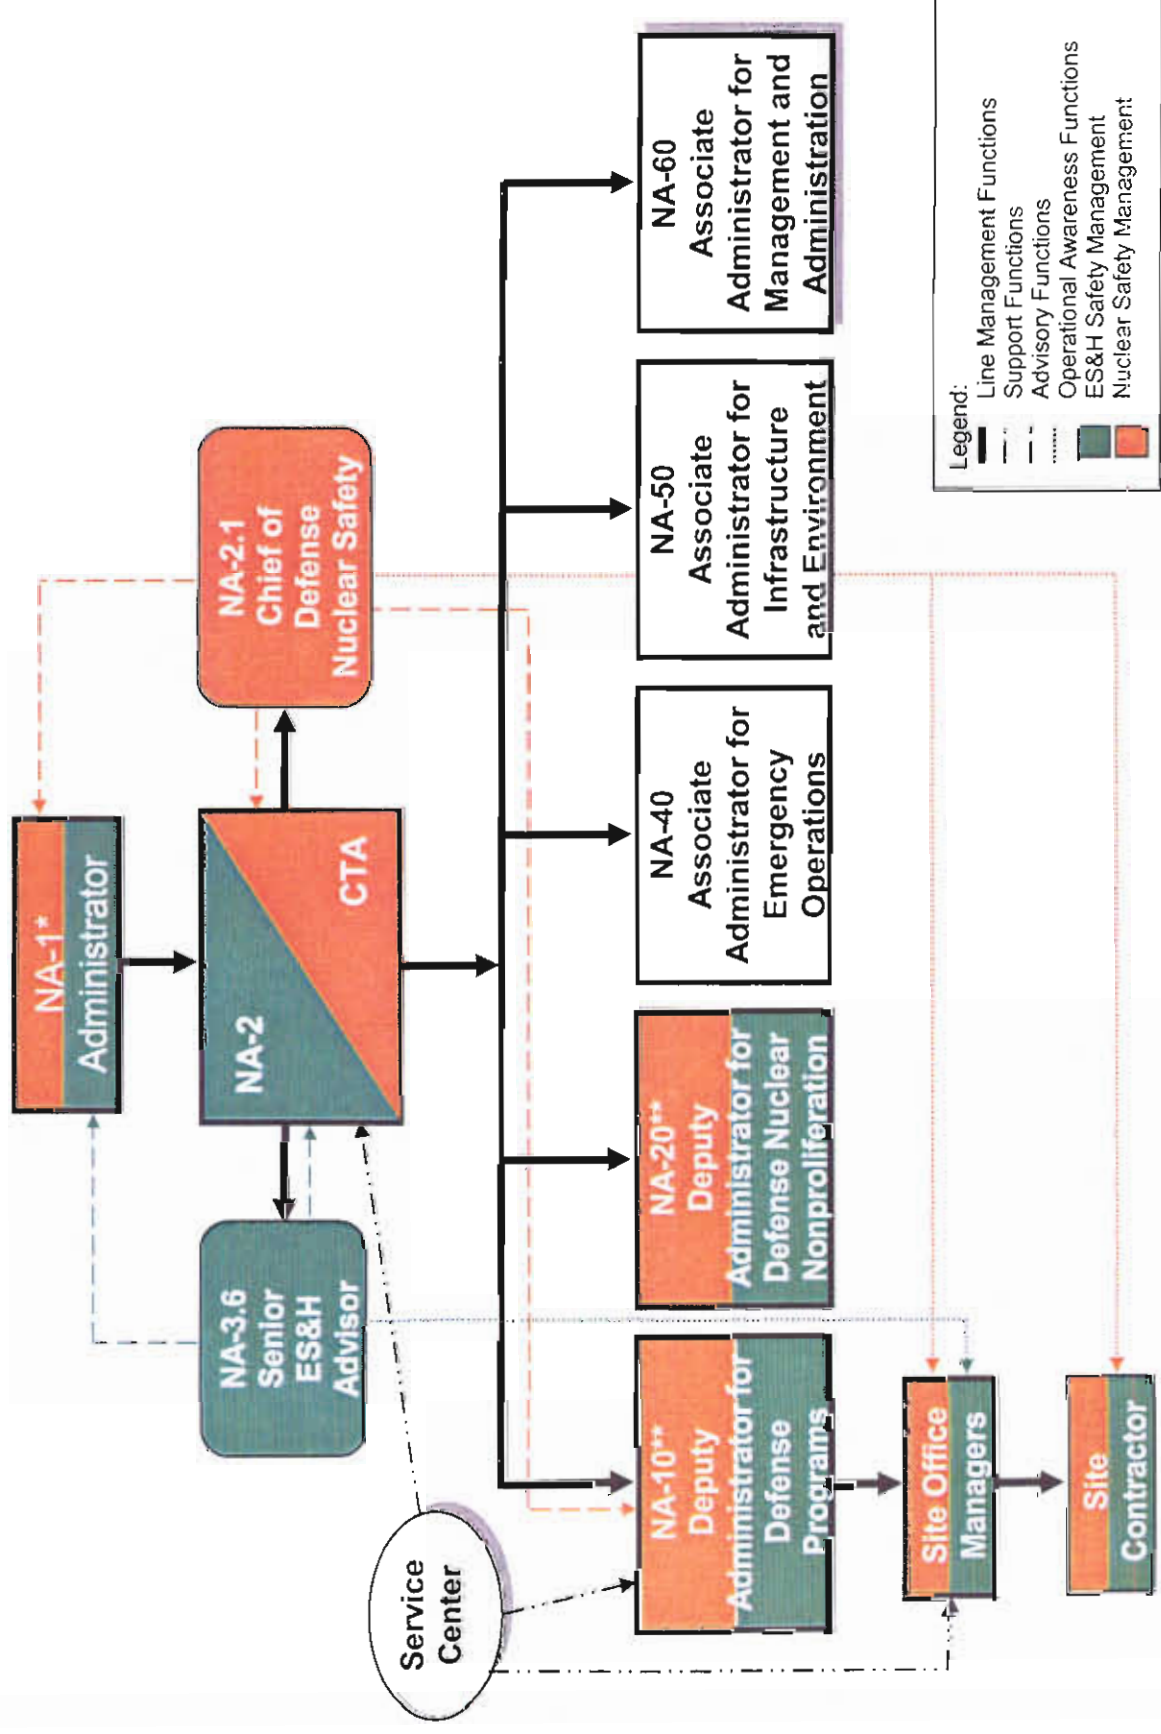 NA-1*
Administrator
NA-3.6
Senior
ES&H
Advisor
NA-2
CTA
NA-2.1
Chief of
Defense
Nuclear Safety
Service
Center
NA-10**
Deputy
Administrator for
Defense
Programs
NA-20**
Deputy
Administrator for
Defense Nuclear
Nonproliferation
NA-40
Associate
Administrator for
Emergency
Operations
NA-50
Associate
Administrator for
Infrastructure
and Environment
NA-60
Associate
Administrator for
Management and
Administration
Site Office
Managers
Site
Contractor
Legend:
Line Management Functions
Support Functions
Advisory Functions
Operational Awareness Functions
ES&H Safety Management
Nuclear Safety Management